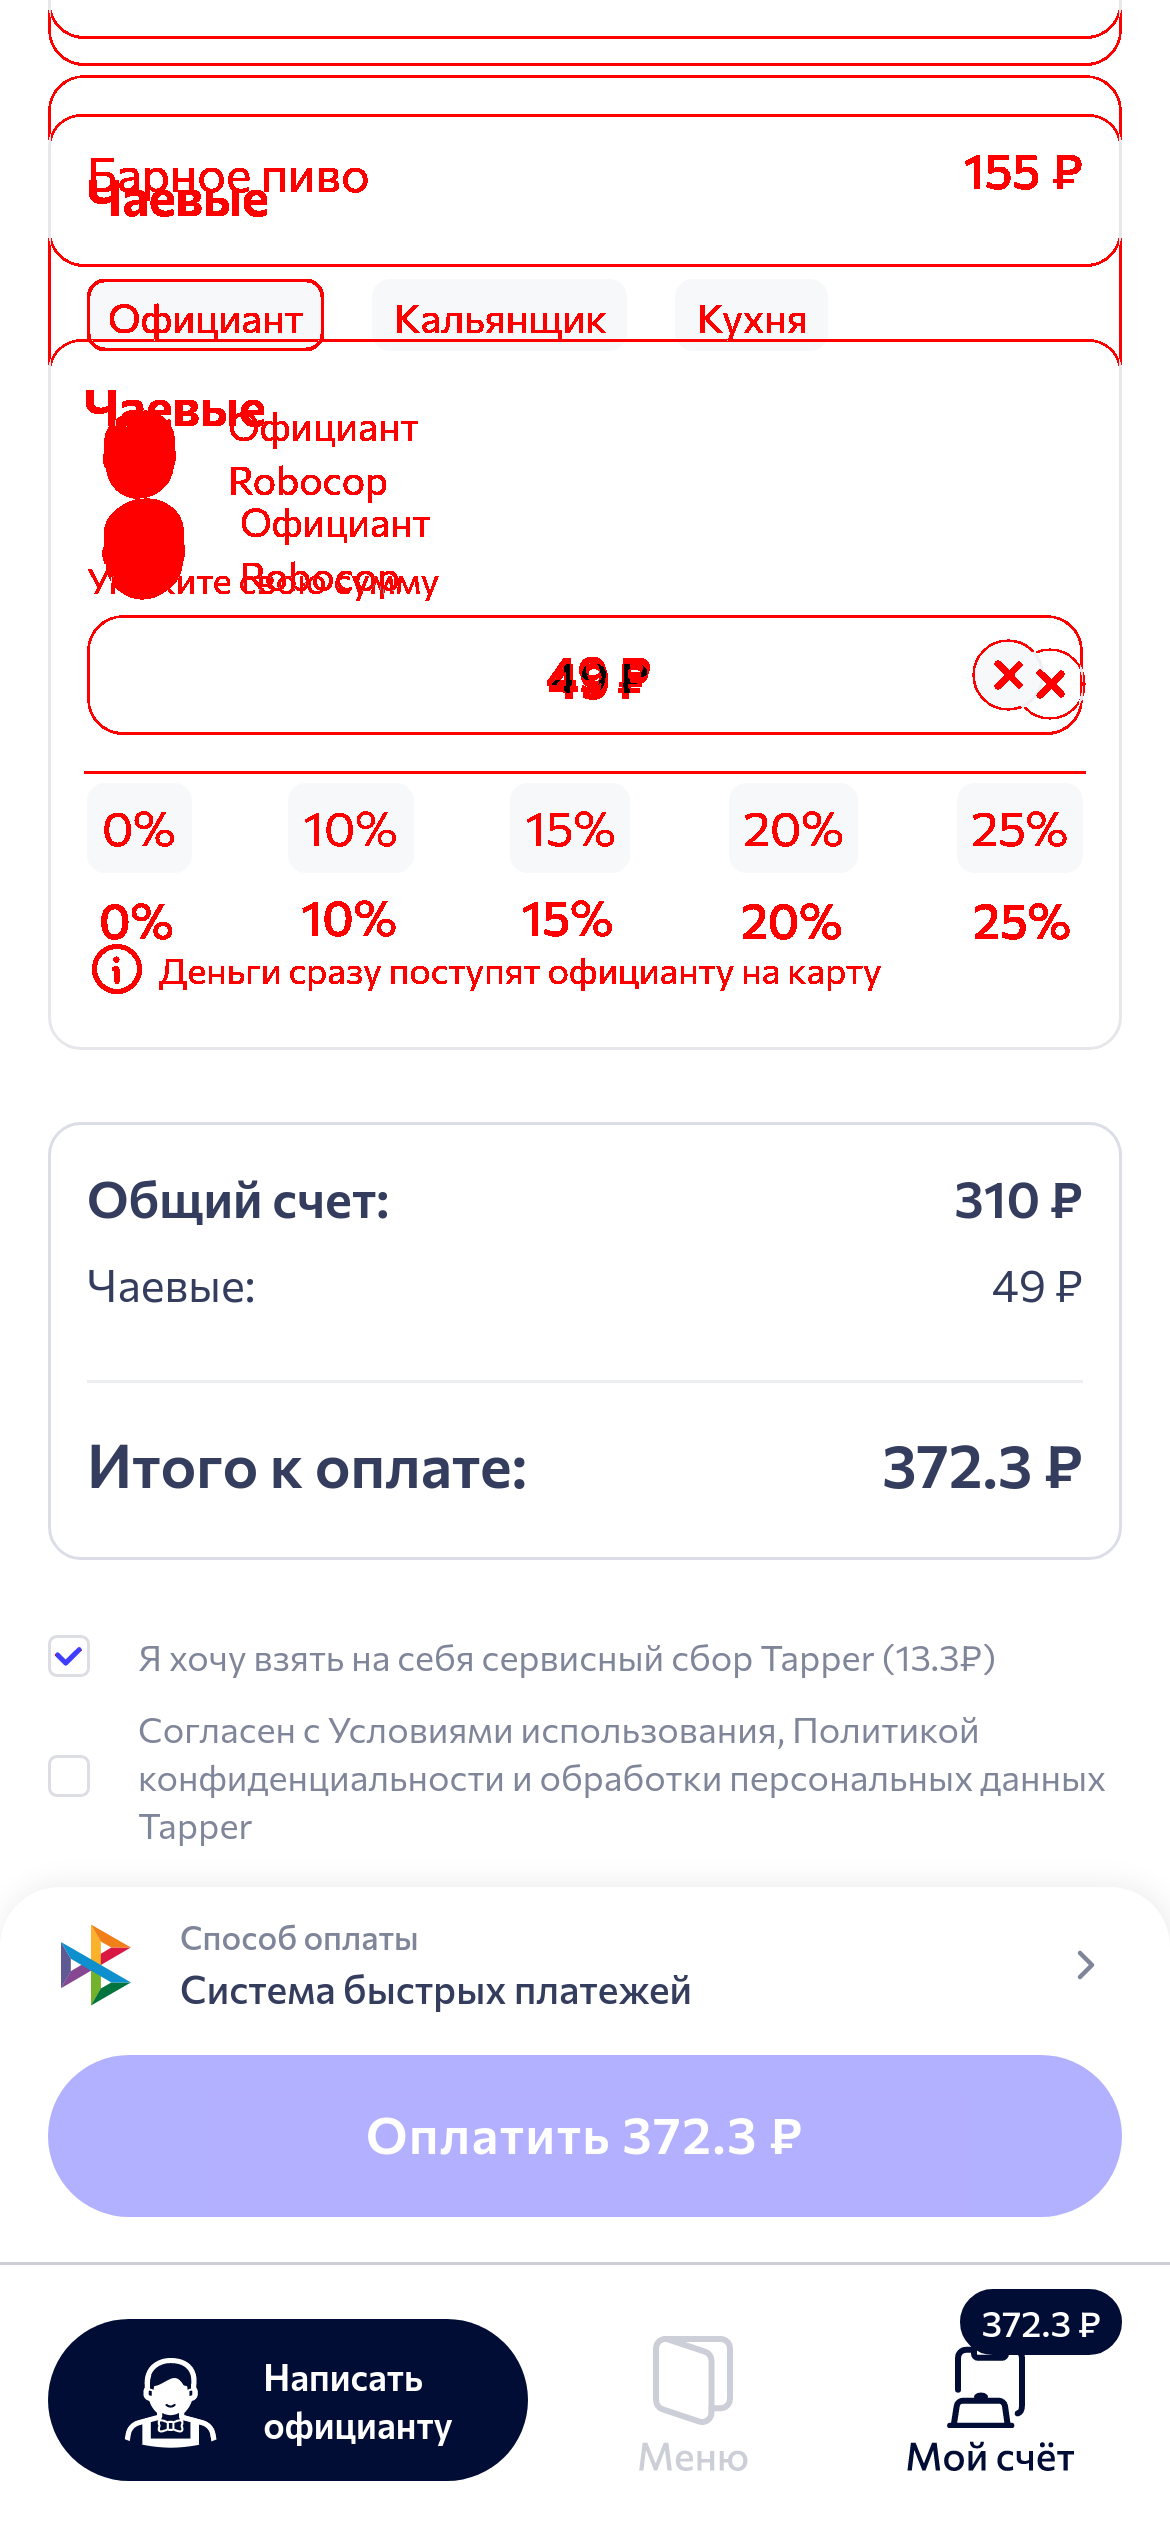 Барное пиво 155 ₽
Чаевые
Официант Кальянщик Кухня
Чаевые
Официант
Robocop
Официант
Robocop
свою сумму
49 ₽
0% 10% 15% 20% 25%
0% 10% 15% 20% 25%
Деньги сразу поступят официанту на карту
Общий счет: 310 ₽
Чаевые: 49 ₽
Итого к оплате: 372.3 ₽
Я хочу взять на себя сервисный сбор Tapper (13.3₽)
Согласен с Условиями использования, Политикой
конфиденциальности и обработки персональных данных
Tapper
Способ оплаты
Система быстрых платежей
Оплатить 372.3 ₽
372.3 ₽
Написать
официанту
Меню
Мой счёт